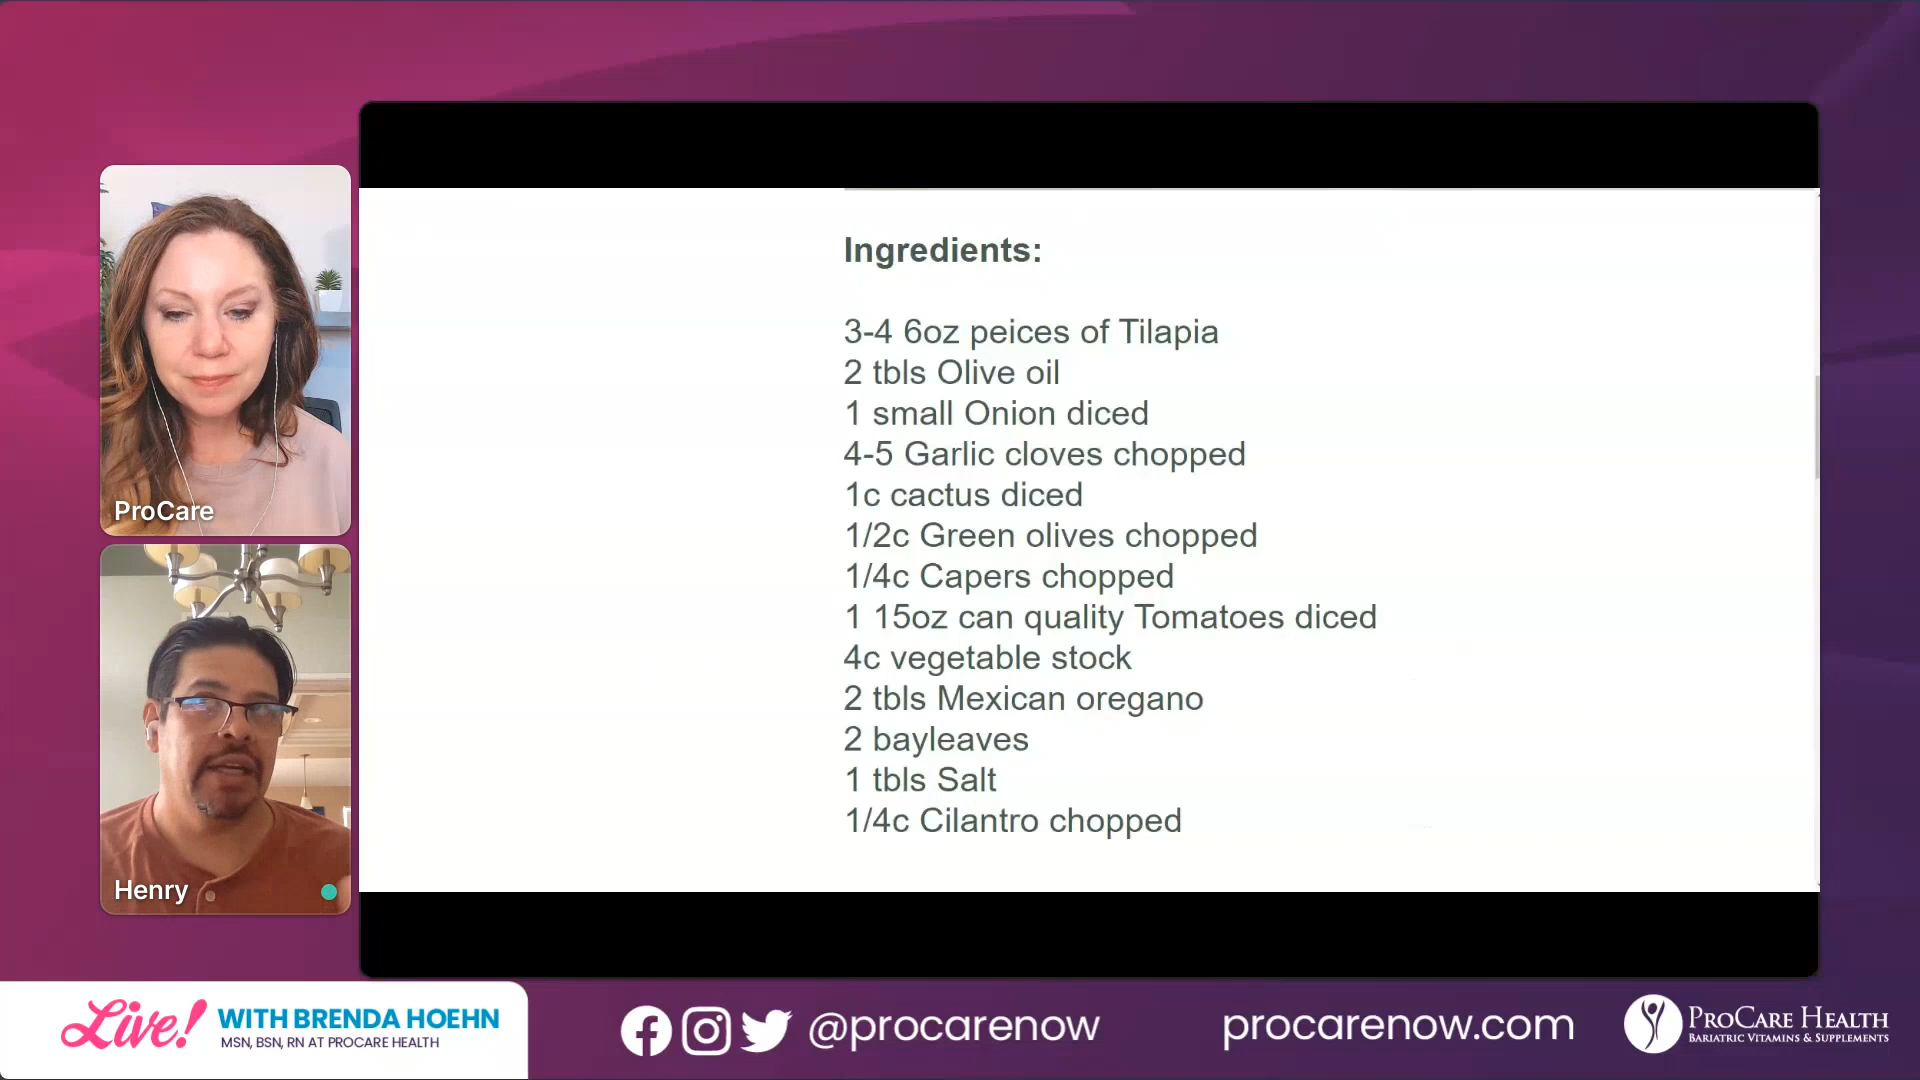 Ingredients:
3-4 6oz peices of Tilapia
2 tbls Olive oil
1 small Onion diced
4-5 Garlic cloves chopped
1c cactus diced
1/2c Green olives chopped
1/4c Capers chopped
1 15oz can quality Tomatoes diced
4c vegetable stock
2 tbls Mexican oregano
2 bayleaves
1 tbls Salt
1/4c Cilantro chopped
ProCare
Henry
Live! WITH BRENDA HOEHN
MSN, BSN, RN AT PROCARE HEALTH
@procarenow
procarenow.com
PROCARE HEALTH
BARIATRIC VITAMINS & SUPPLEMENTS